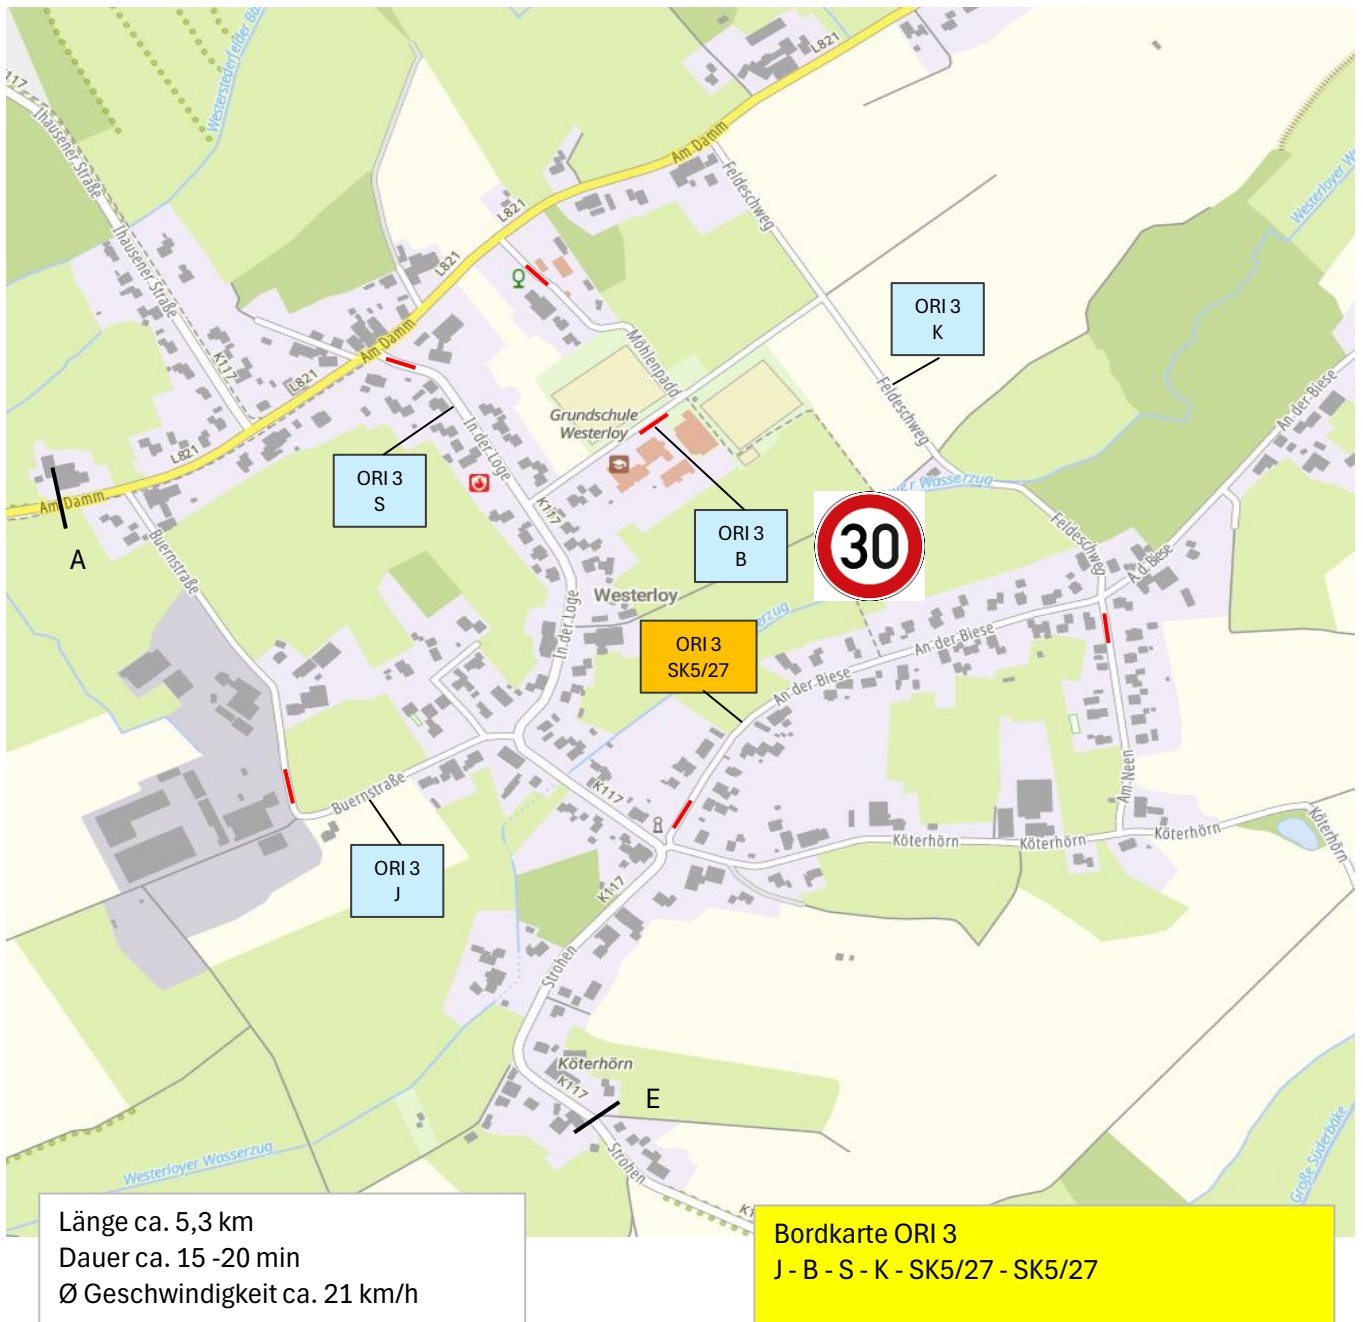 K117
Ihausener Straße
Westerstederfelder Bä
L821
L821
Am Damm
Feldeschweg
Westerloyer Wa
Ihausener Straße
L821
L821
K117
Am Damm
L821
Möhlenpadd
ORI 3
K
Feldeschweg
An der Biese
Grundschule
Westerloy
In der Loge
L821
Am Damm
ORI 3
S
K117
er Wasserzug
ORI 3
B
30
A
Buernstraße
Feldeschweg
A.d.Biese
Westerloy
erzug
In der Loge
ORI 3
SK5/27
An der Biese
An der Biese
Buernstraße
K117
Am Neen
Köterhörn
Köterhörn
Köterhörn
Köterhörn
ORI 3
J
K117
Strohen
Köterhörn
K117
E
Strohen
Westerloyer Wasserzug
Große Süderbäke
K1
Länge ca. 5,3 km
Dauer ca. 15 -20 min
Ø Geschwindigkeit ca. 21 km/h
Bordkarte ORI 3
J - B - S - K - SK5/27 - SK5/27